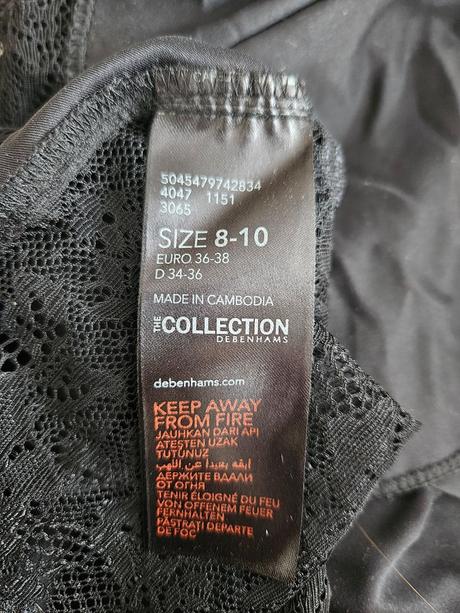 5045479742834
4047 1151
3065
SIZE 8-10
EURO 36-38
D 34-36
MADE IN CAMBODIA
THE COLLECTION
DEBENHAMS
debenhams.com
KEEP AWAY
FROM FIRE
JAUHKAN DARI API
ATEŞTEN UZAK
TUTUNUZ
ابقه بعيدا عن اللهب
ДЕРЖИТЕ ВДАЛИ
ОТ ОГНЯ
TENIR ÉLOIGNÉ DU FEU
VON OFFENEM FEUER
FERNHALTEN
PĂSTRAŢI DEPARTE
DE FOC